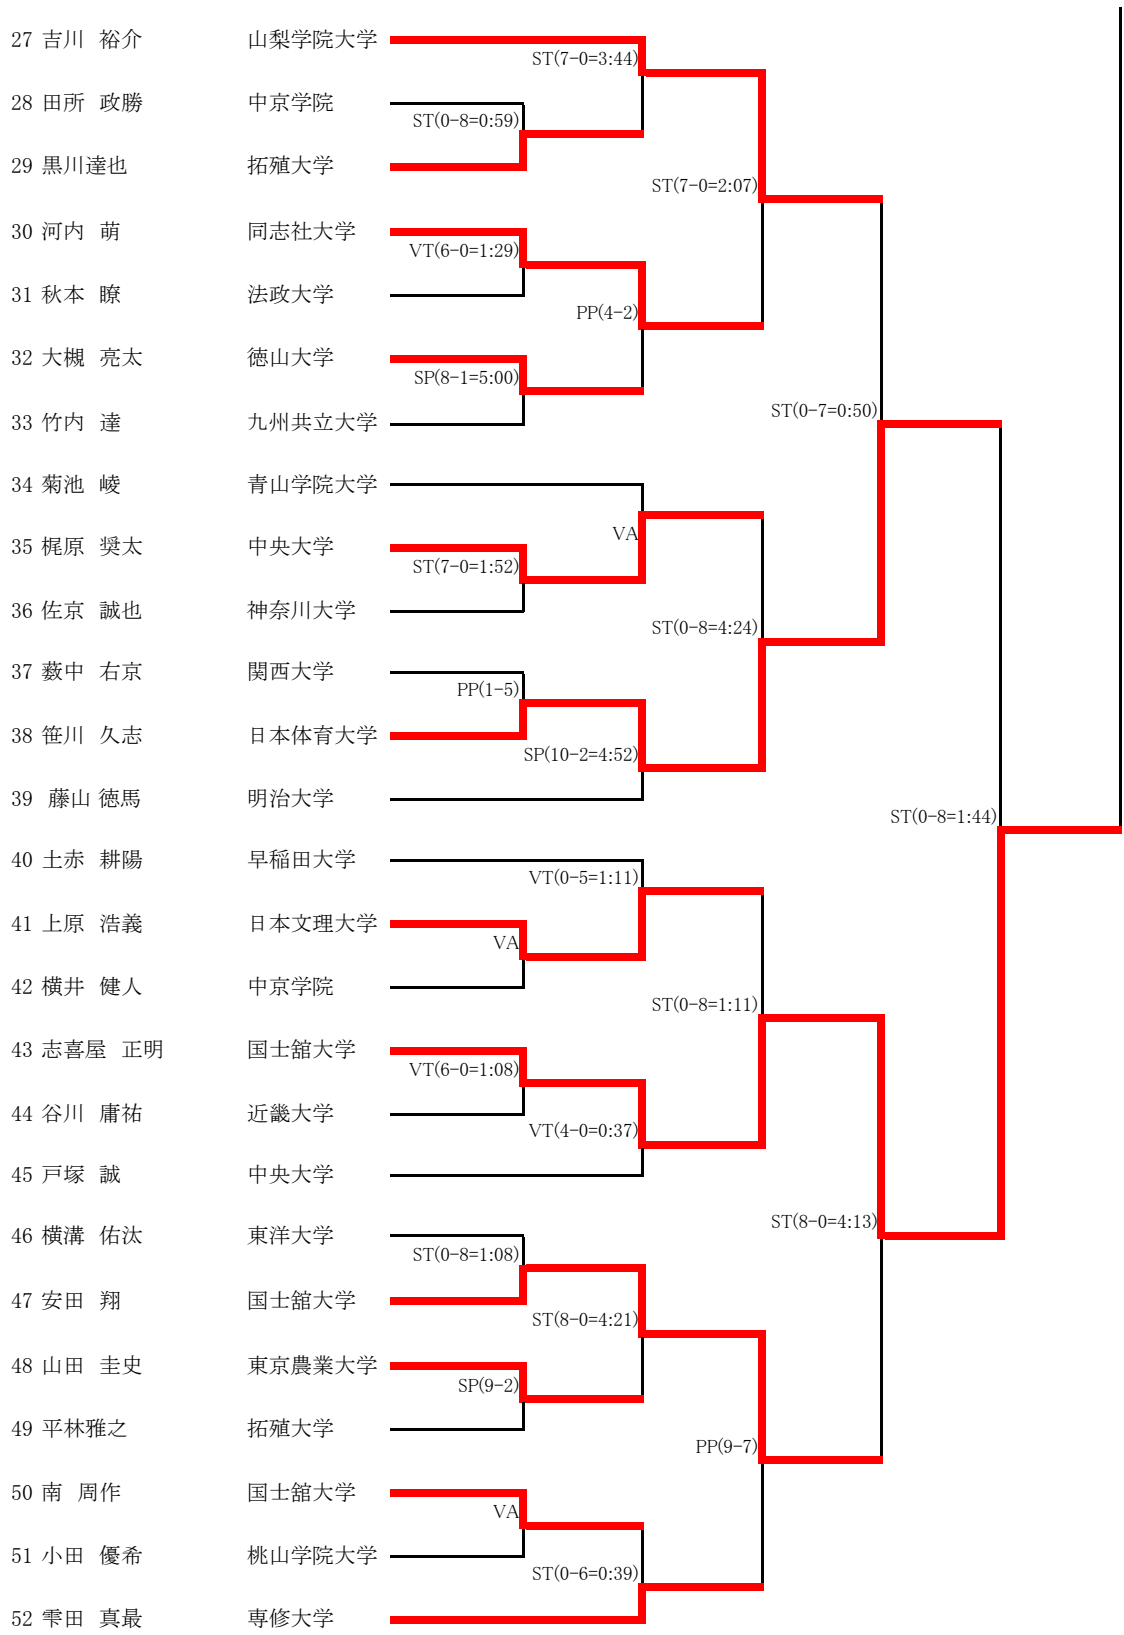 27 吉川 裕介 山梨学院大学
ST(7-0=3:44)
28 田所 政勝 中京学院
ST(0-8=0:59)
29 黒川達也 拓殖大学
ST(7-0=2:07)
30 河内 萌 同志社大学
VT(6-0=1:29)
31 秋本 瞭 法政大学
PP(4-2)
32 大槻 亮太 徳山大学
SP(8-1=5:00)
ST(0-7=0:50)
33 竹内 達 九州共立大学
34 菊池 崚 青山学院大学
VA
35 梶原 奨太 中央大学
ST(7-0=1:52)
36 佐京 誠也 神奈川大学
ST(0-8=4:24)
37 薮中 右京 関西大学
PP(1-5)
38 笹川 久志 日本体育大学
SP(10-2=4:52)
39 藤山 徳馬 明治大学
ST(0-8=1:44)
40 土赤 耕陽 早稲田大学
VT(0-5=1:11)
41 上原 浩義 日本文理大学
VA
42 横井 健人 中京学院
ST(0-8=1:11)
43 志喜屋 正明 国士舘大学
VT(6-0=1:08)
44 谷川 庸祐 近畿大学
VT(4-0=0:37)
45 戸塚 誠 中央大学
ST(8-0=4:13)
46 横溝 佑汰 東洋大学
ST(0-8=1:08)
47 安田 翔 国士舘大学
ST(8-0=4:21)
48 山田 圭史 東京農業大学
SP(9-2)
49 平林雅之 拓殖大学
PP(9-7)
50 南 周作 国士舘大学
VA
51 小田 優希 桃山学院大学
ST(0-6=0:39)
52 雫田 真最 専修大学